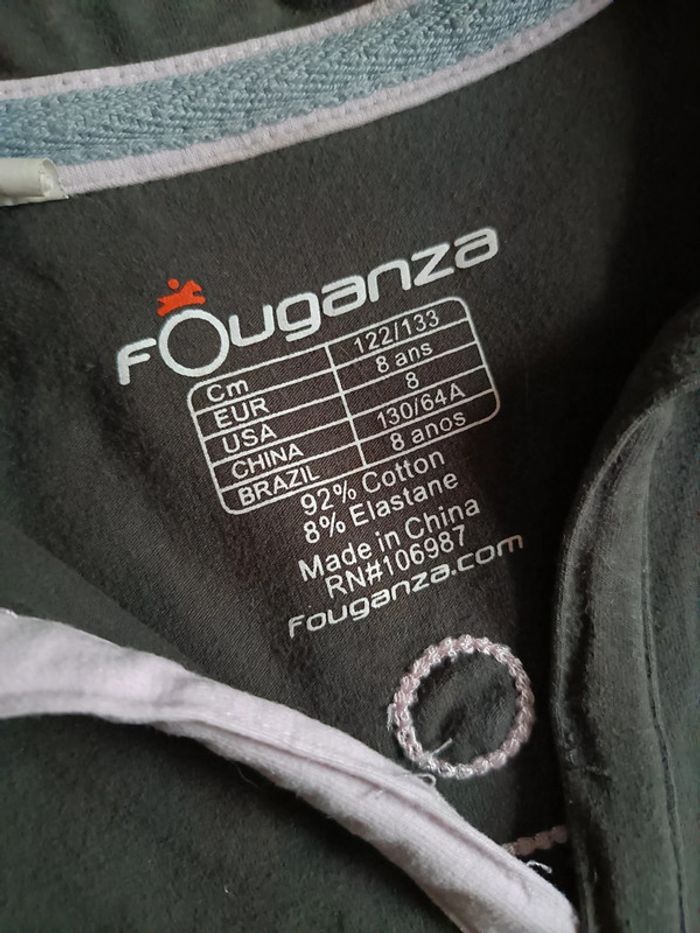 Fouganza
Cm 122/133
EUR 8 ans
USA 8
CHINA 130/64A
BRAZIL 8 anos
92% Cotton
8% Elastane
Made in China
RN#106987
Fouganza.com